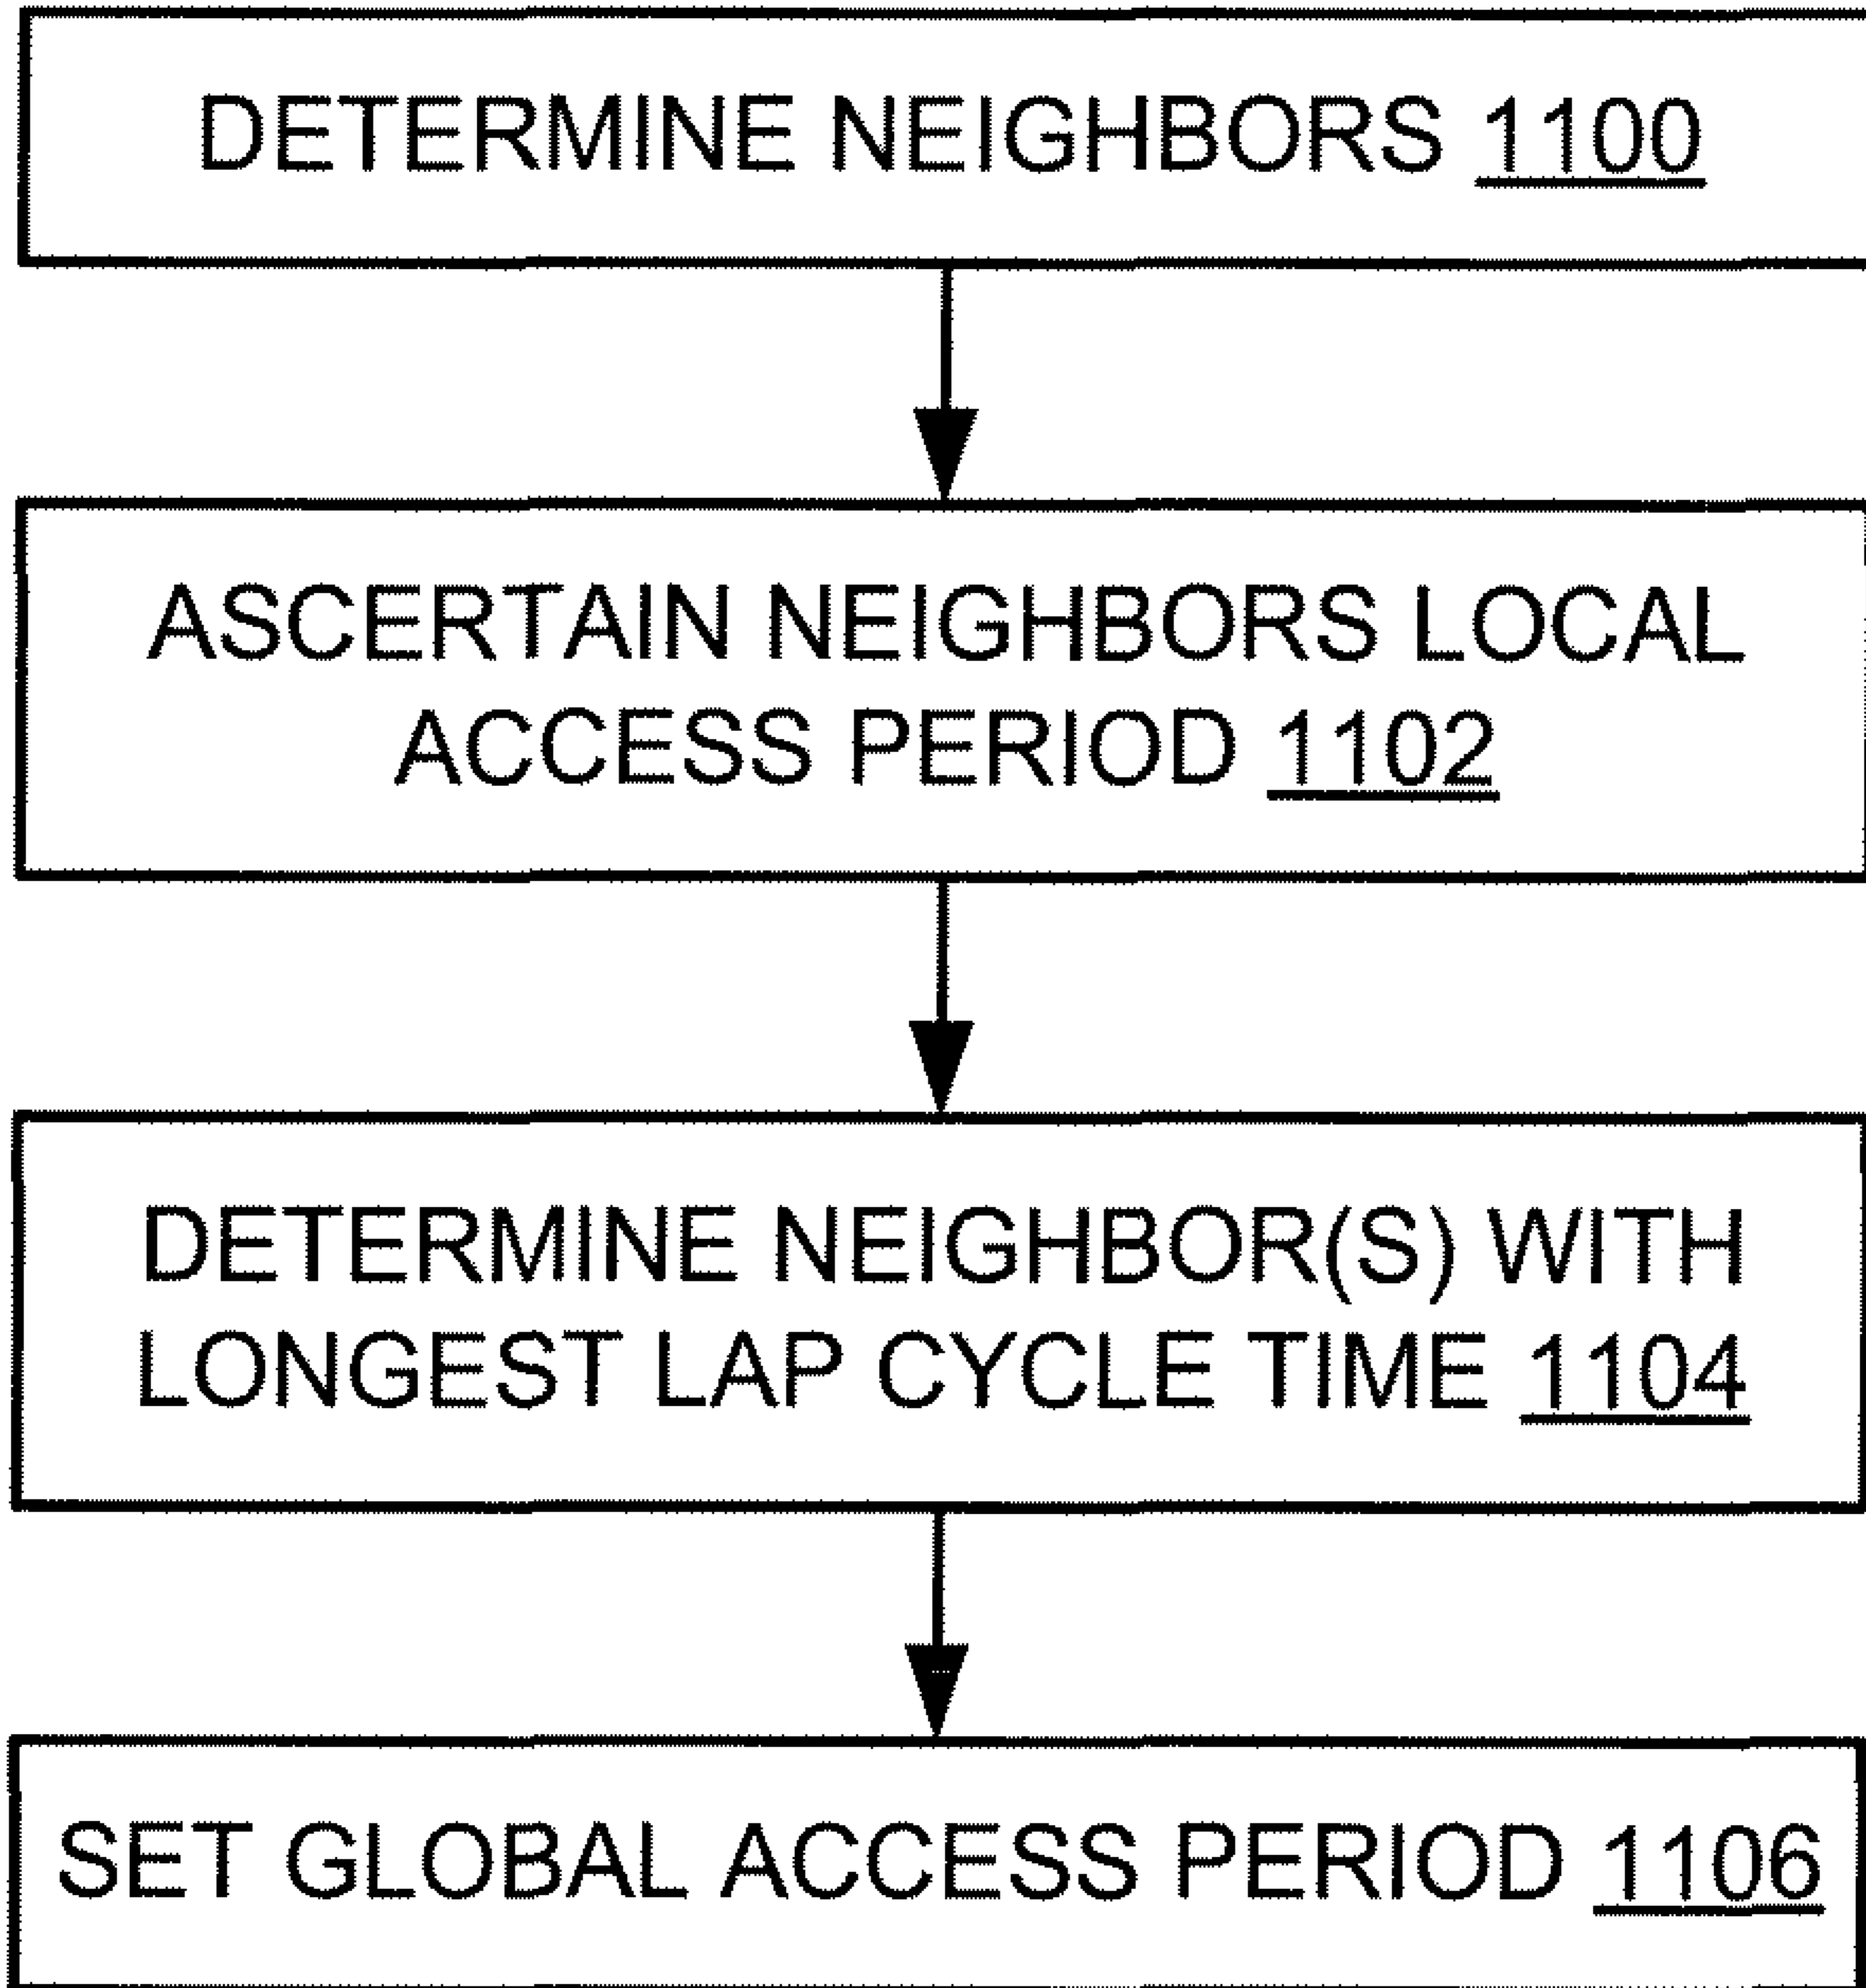 DETERMINE NEIGHBORS 1100
ASCERTAIN NEIGHBORS LOCAL
ACCESS PERIOD 1102
DETERMINE NEIGHBOR(S) WITH
LONGEST LAP CYCLE TIME 1104
SET GLOBAL ACCESS PERIOD 1106